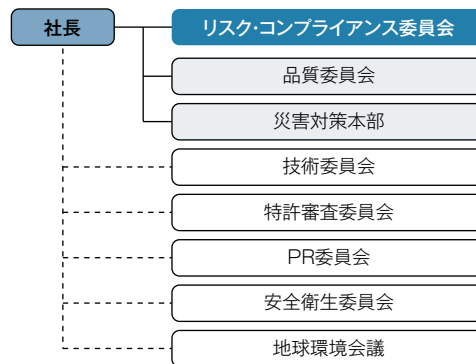 社長
リスク・コンプライアンス委員会
品質委員会
災害対策本部
技術委員会
特許審査委員会
PR委員会
安全衛生委員会
地球環境会議